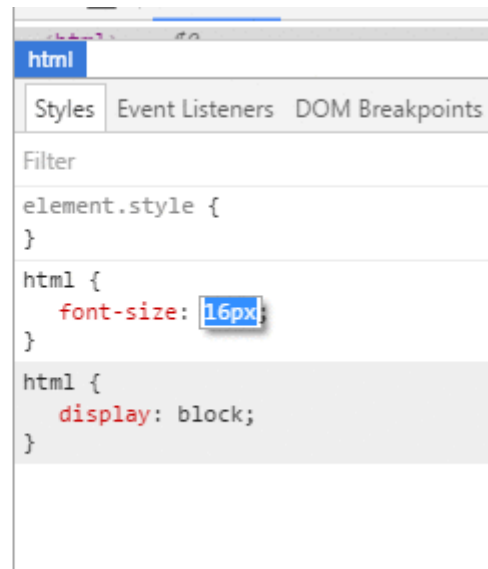 html
Styles Event Listeners DOM Breakpoints
Filter
element.style {
}
html {
font-size: 16px;
}
html {
display: block;
}